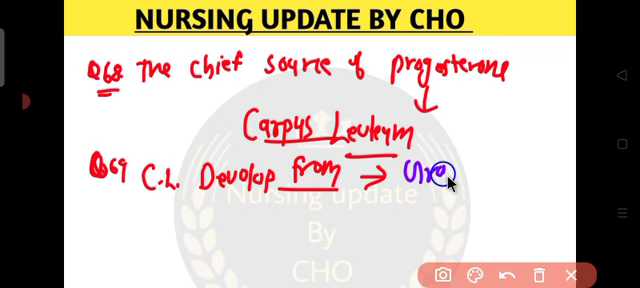 NURSING UPDATE BY CHO
Q68 The Chief Source of progesterone
Carpus Leuteum
Q69 C.L. Develop from → Gra
Nursing update
By
CHO